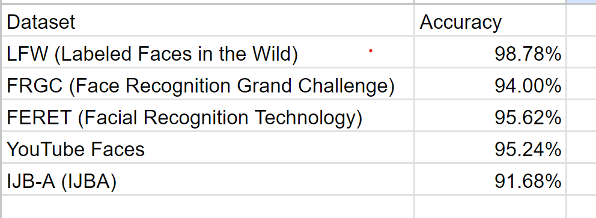 Dataset Accuracy
LFW (Labeled Faces in the Wild) 98.78%
FRGC (Face Recognition Grand Challenge) 94.00%
FERET (Facial Recognition Technology) 95.62%
YouTube Faces 95.24%
IJB-A (IJBA) 91.68%